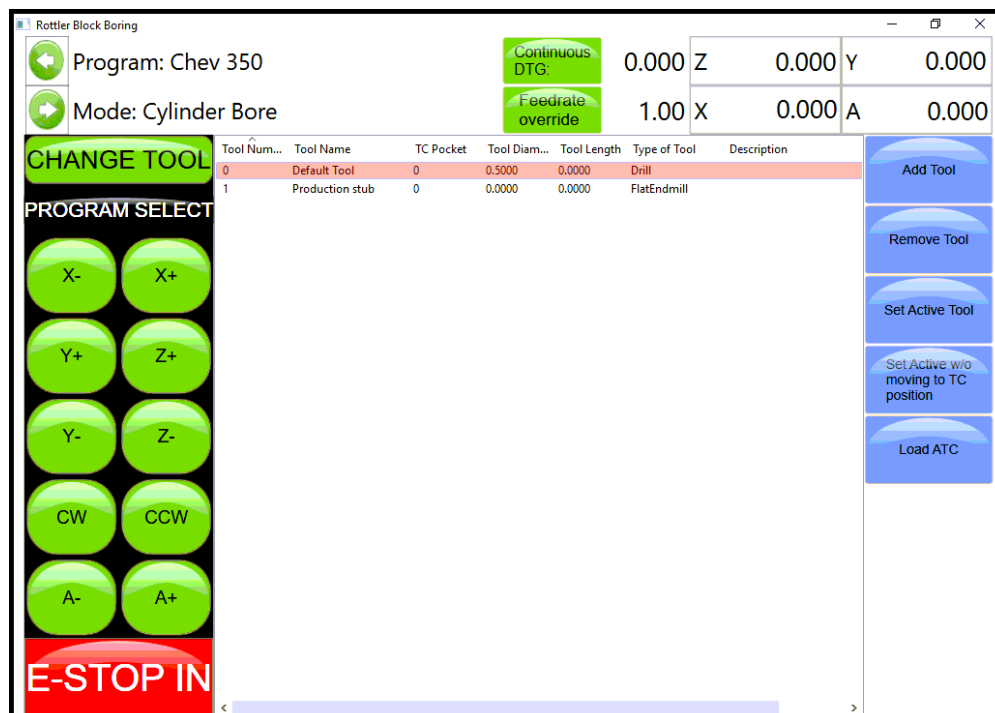 Rottler Block Boring
Program: Chev 350
Continuous DTG:
0.000 Z 0.000 Y 0.000
Mode: Cylinder Bore
Feedrate override
1.00 X 0.000 A 0.000
CHANGE TOOL
PROGRAM SELECT
X- X+
Y+ Z+
Y- Z-
CW CCW
A- A+
E-STOP IN
Tool Num... Tool Name TC Pocket Tool Diam... Tool Length Type of Tool Description
0 Default Tool 0 0.5000 0.0000 Drill
1 Production stub 0 0.0000 0.0000 FlatEndmill
Add Tool
Remove Tool
Set Active Tool
Set Active w/o
moving to TC
position
Load ATC